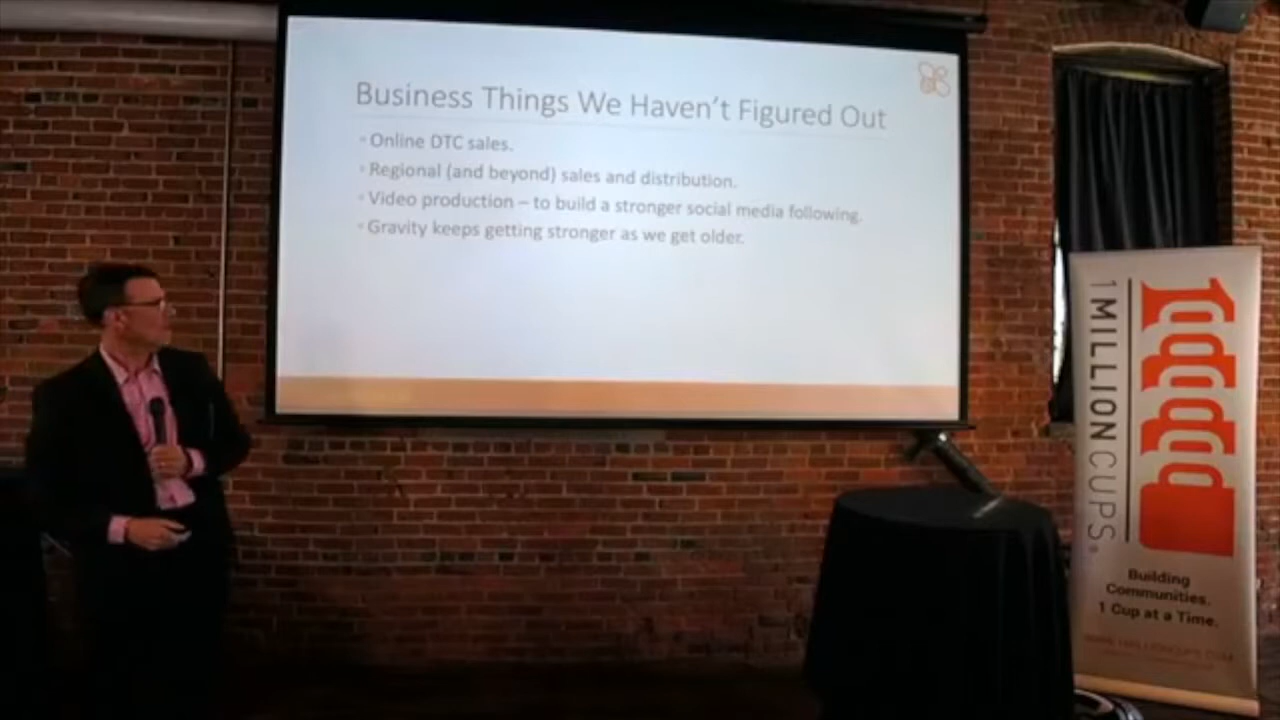 Business Things We Haven't Figured Out
◦ Online DTC sales.
◦ Regional (and beyond) sales and distribution.
◦ Video production – to build a stronger social media following.
◦ Gravity keeps getting stronger as we get older.
1 MILLION CUPS®
Building
Communities.
1 Cup at a Time.